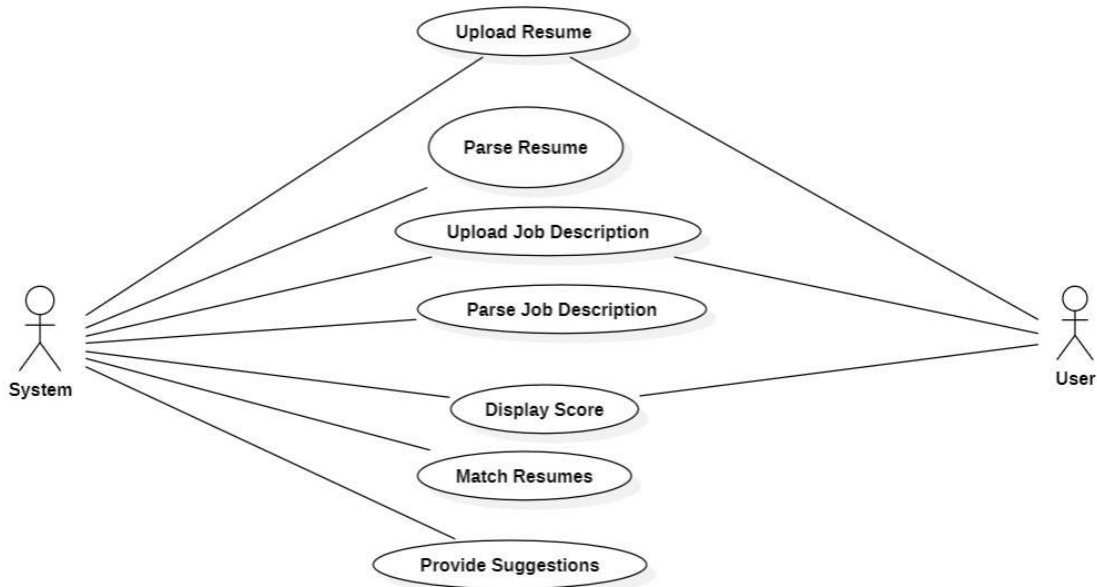 Upload Resume
Parse Resume
Upload Job Description
Parse Job Description
System
User
Display Score
Match Resumes
Provide Suggestions